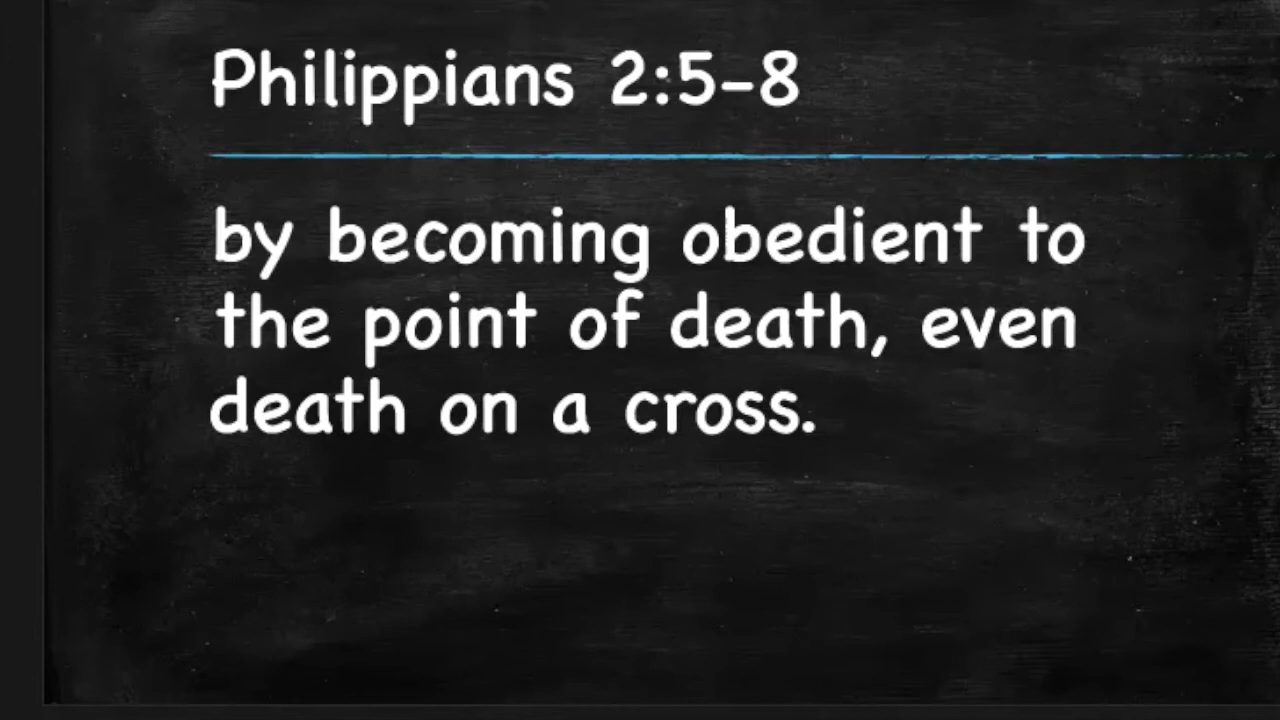 Philippians 2:5–8
by becoming obedient to
the point of death, even
death on a cross.